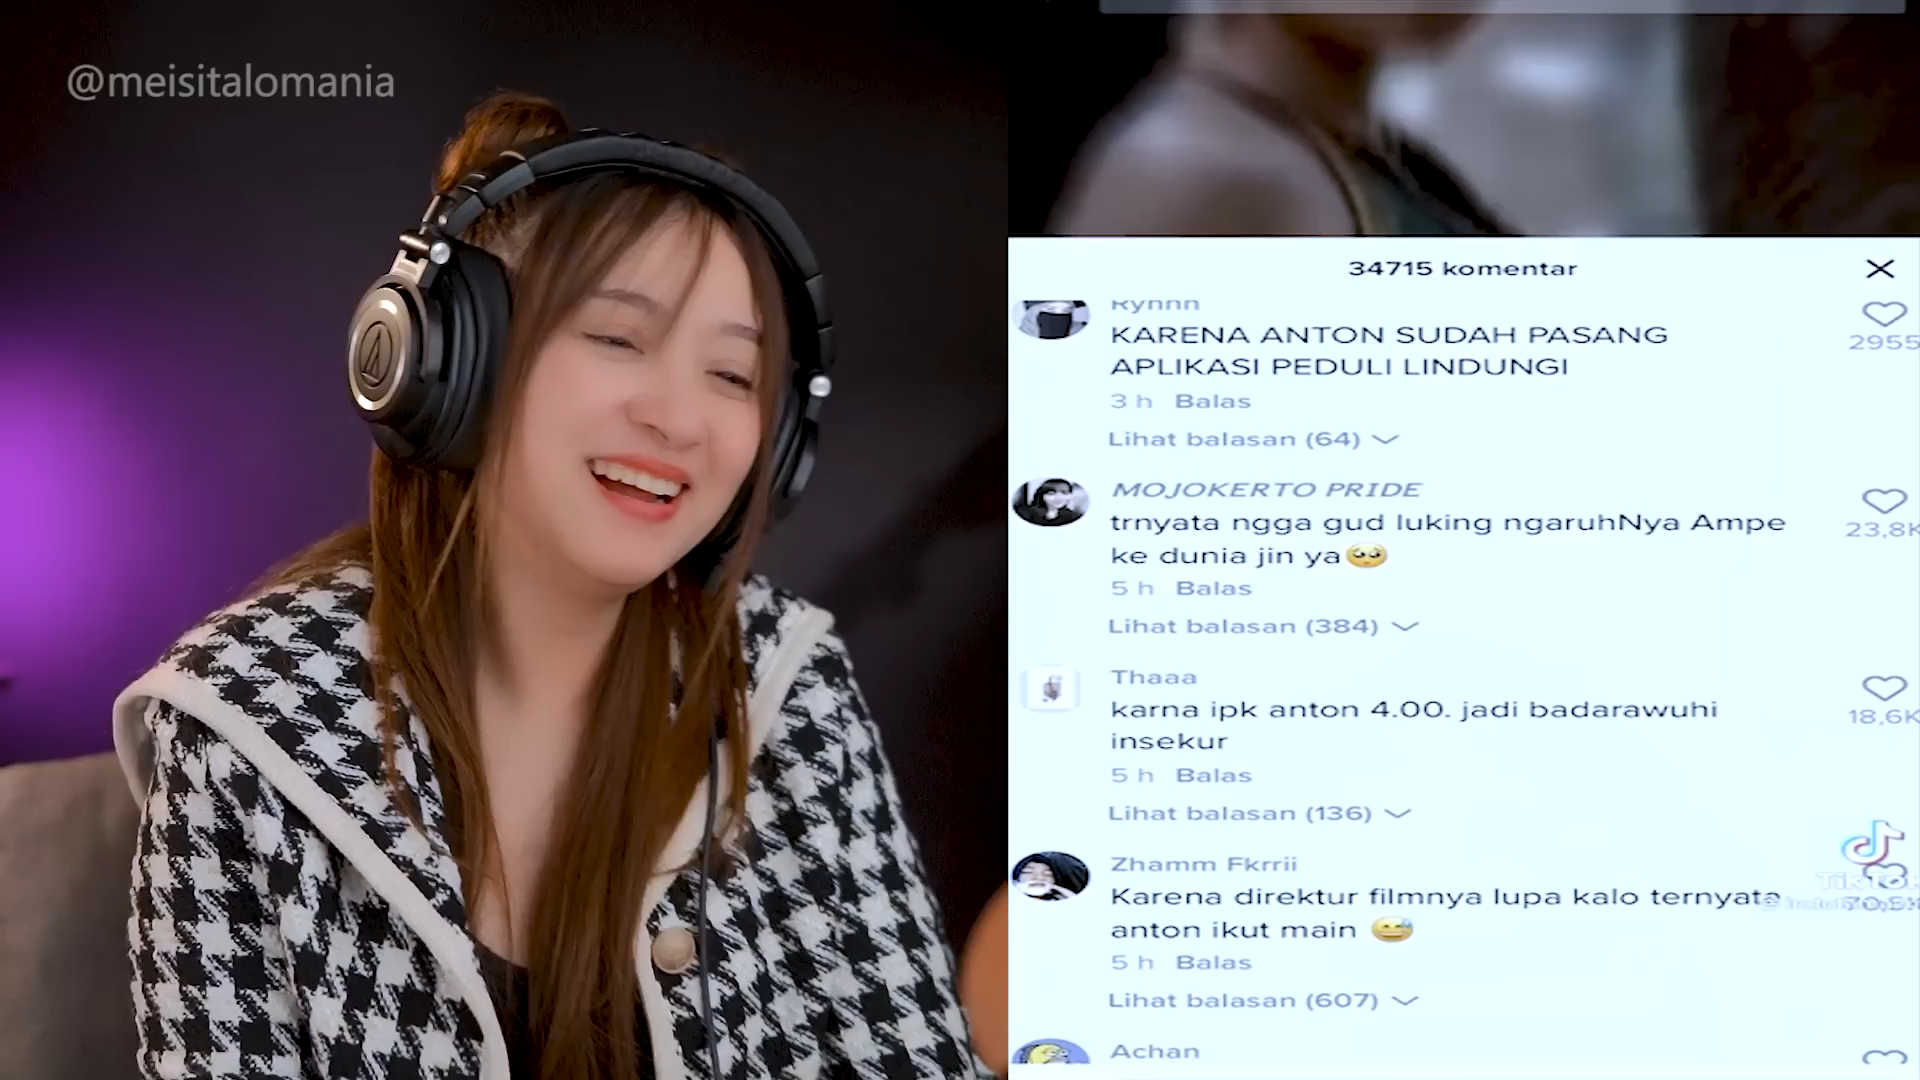 @meisitalomania
34715 komentar
Rynnn
KARENA ANTON SUDAH PASANG
APLIKASI PEDULI LINDUNGI
2955
3 h Balas
Lihat balasan (64)
MOJOKERTO PRIDE
trnyata ngga gud luking ngaruhNya Ampe
ke dunia jin ya🥺
23,8K
5 h Balas
Lihat balasan (384)
Thaaa
karna ipk anton 4.00. jadi badarawuhi
insekur
18,6K
5 h Balas
Lihat balasan (136)
Zhamm Fkrrii
Karena direktur filmnya lupa kalo ternyata
anton ikut main 😅
5 h Balas
Lihat balasan (607)
TikTok
Achan